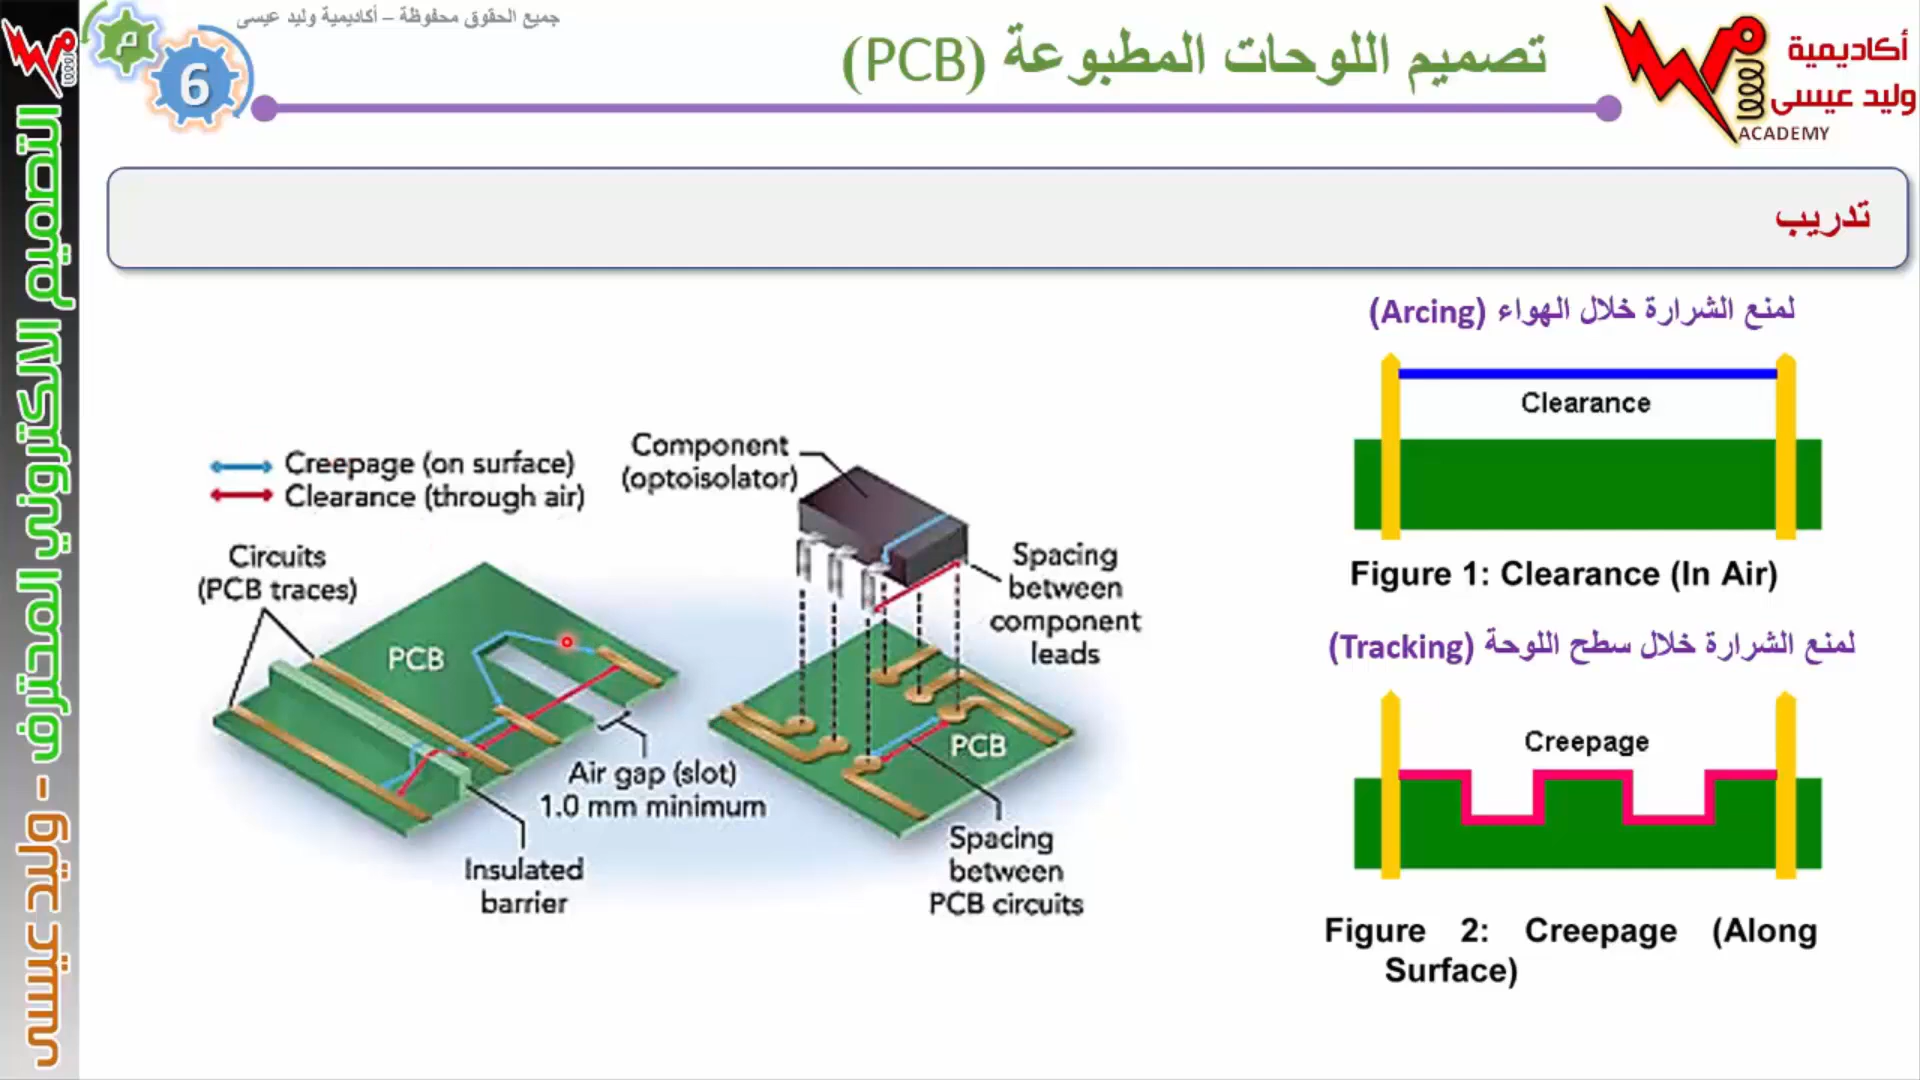 جميع الحقوق محفوظة – أكاديمية وليد عيسى
م
6
تصميم اللوحات المطبوعة (PCB)
أكاديمية
وليد عيسى
ACADEMY
التصميم الالكتروني المحترف - وليد عيسى
تدريب
لمنع الشرارة خلال الهواء (Arcing)
Clearance
Figure 1: Clearance (In Air)
لمنع الشرارة خلال سطح اللوحة (Tracking)
Creepage
Figure 2: Creepage (Along
Surface)
Creepage (on surface)
Clearance (through air)
Circuits
(PCB traces)
PCB
Air gap (slot)
1.0 mm minimum
Insulated
barrier
Component
(optoisolator)
Spacing
between
component
leads
PCB
Spacing
between
PCB circuits